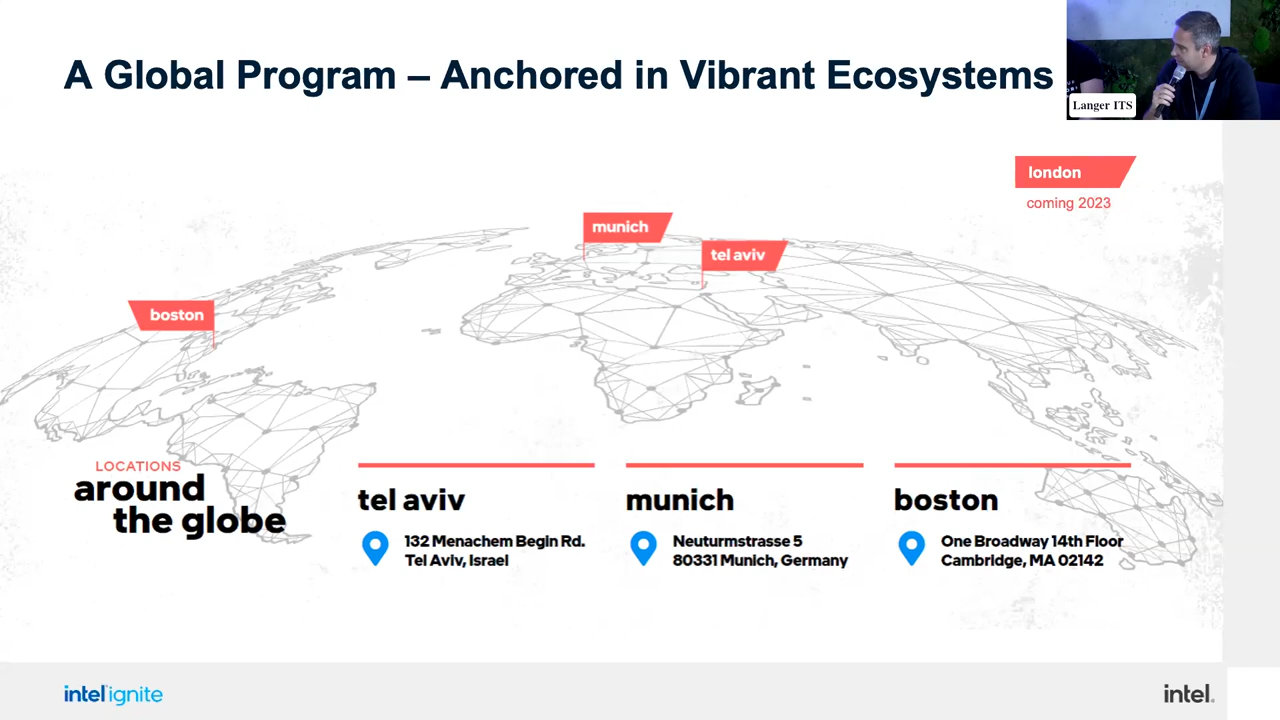 A Global Program – Anchored in Vibrant Ecosystems
Langer ITS
london
coming 2023
munich
tel aviv
boston
LOCATIONS
around
the globe
tel aviv
132 Menachem Begin Rd.
Tel Aviv, Israel
munich
Neuturmstrasse 5
80331 Munich, Germany
boston
One Broadway 14th Floor
Cambridge, MA 02142
intel ignite
intel.